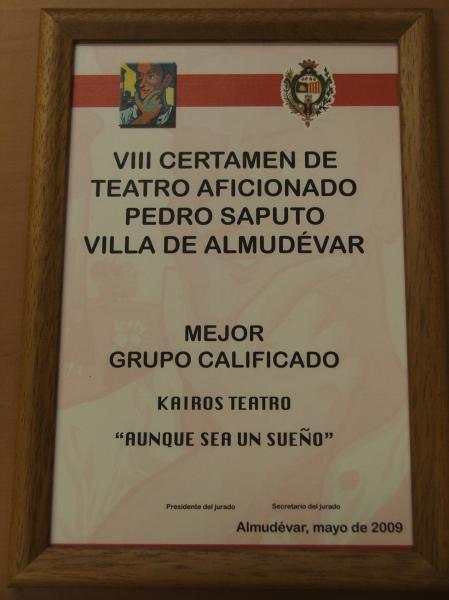 VIII CERTAMEN DE
TEATRO AFICIONADO
PEDRO SAPUTO
VILLA DE ALMUDÉVAR
MEJOR
GRUPO CALIFICADO
KAIROS TEATRO
“AUNQUE SEA UN SUEÑO”
Presidente del jurado Secretario del jurado
Almudévar, mayo de 2009